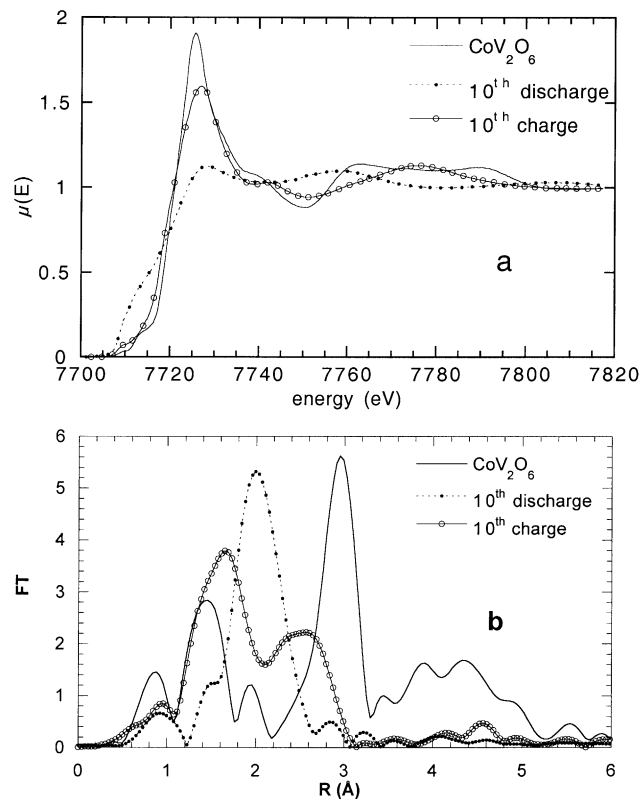 a
2
1.5
1
0.5
0
μ(E)
CoV₂O₆
10ᵗʰ discharge
10ᵗʰ charge
7700 7720 7740 7760 7780 7800 7820
energy (eV)
b
6
5
4
3
2
1
0
FT
CoV₂O₆
10ᵗʰ discharge
10ᵗʰ charge
0 1 2 3 4 5 6
R (Å)